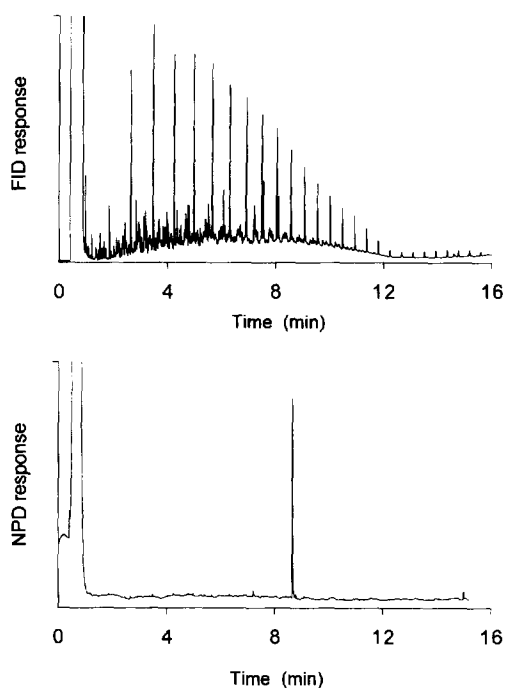 FID response
0 4 8 12 16
Time (min)
NPD response
0 4 8 12 16
Time (min)